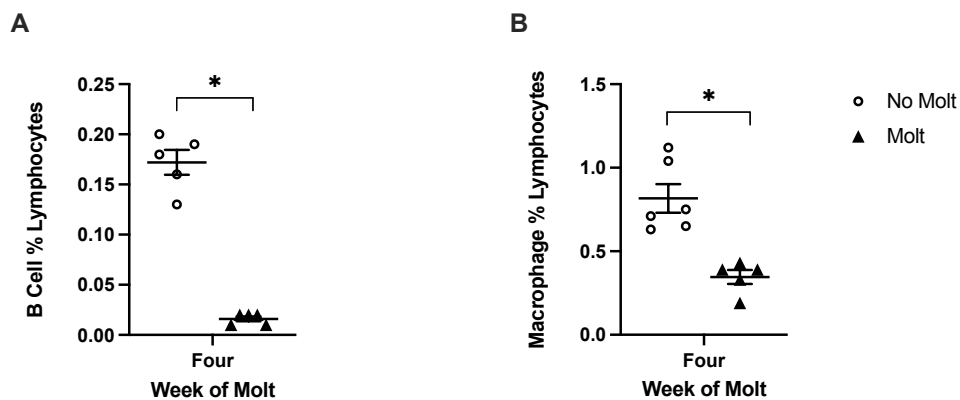 A
B Cell % Lymphocytes
0.25
0.20
0.15
0.10
0.05
0.00
*
Four
Week of Molt
B
Macrophage % Lymphocytes
1.5
1.0
0.5
0.0
*
Four
Week of Molt
No Molt
Molt